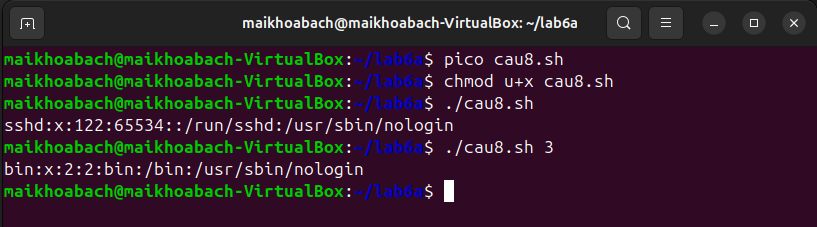 maikhoabach@maikhoabach-VirtualBox: ~/lab6a
maikhoabach@maikhoabach-VirtualBox:~/lab6a$ pico cau8.sh
maikhoabach@maikhoabach-VirtualBox:~/lab6a$ chmod u+x cau8.sh
maikhoabach@maikhoabach-VirtualBox:~/lab6a$ ./cau8.sh
sshd:x:122:65534::/run/sshd:/usr/sbin/nologin
maikhoabach@maikhoabach-VirtualBox:~/lab6a$ ./cau8.sh 3
bin:x:2:2:bin:/bin:/usr/sbin/nologin
maikhoabach@maikhoabach-VirtualBox:~/lab6a$